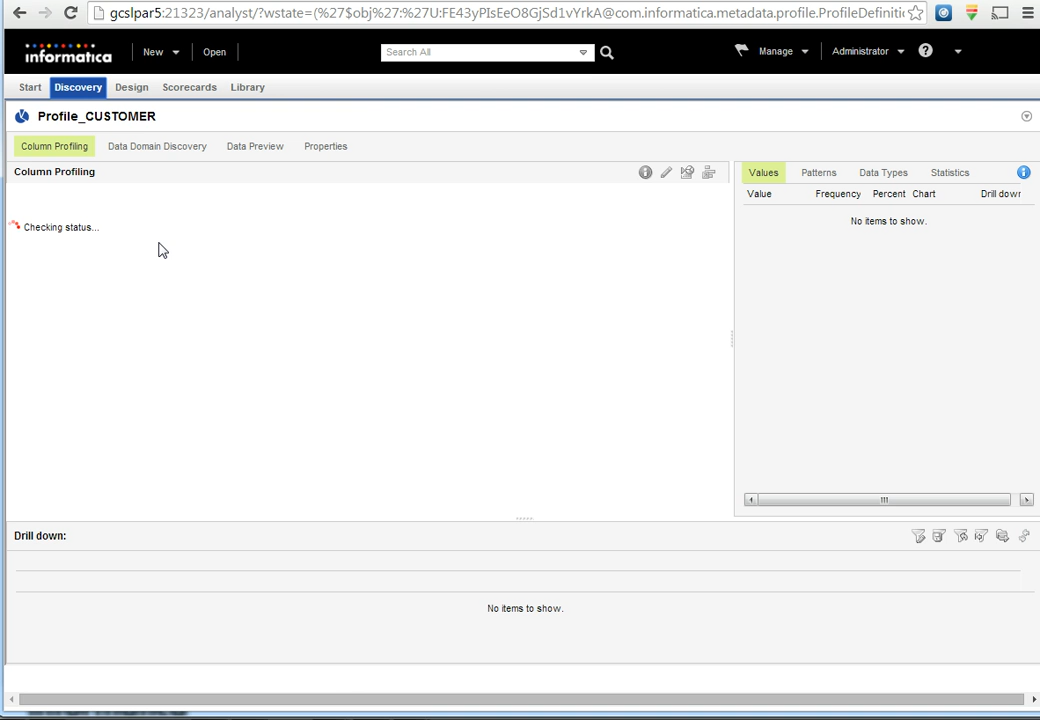 gcslpar5:21323/analyst/?wstate=(%27$obj%27:%27U:FE43yPIsEeO8GjSd1vYrkA@com.informatica.metadata.profile.ProfileDefiniti
informatica New Open Search All Manage Administrator ?
Start Discovery Design Scorecards Library
Profile_CUSTOMER
Column Profiling Data Domain Discovery Data Preview Properties
Column Profiling Values Patterns Data Types Statistics
Value Frequency Percent Chart Drill down
No items to show.
Checking status...
Drill down:
No items to show.